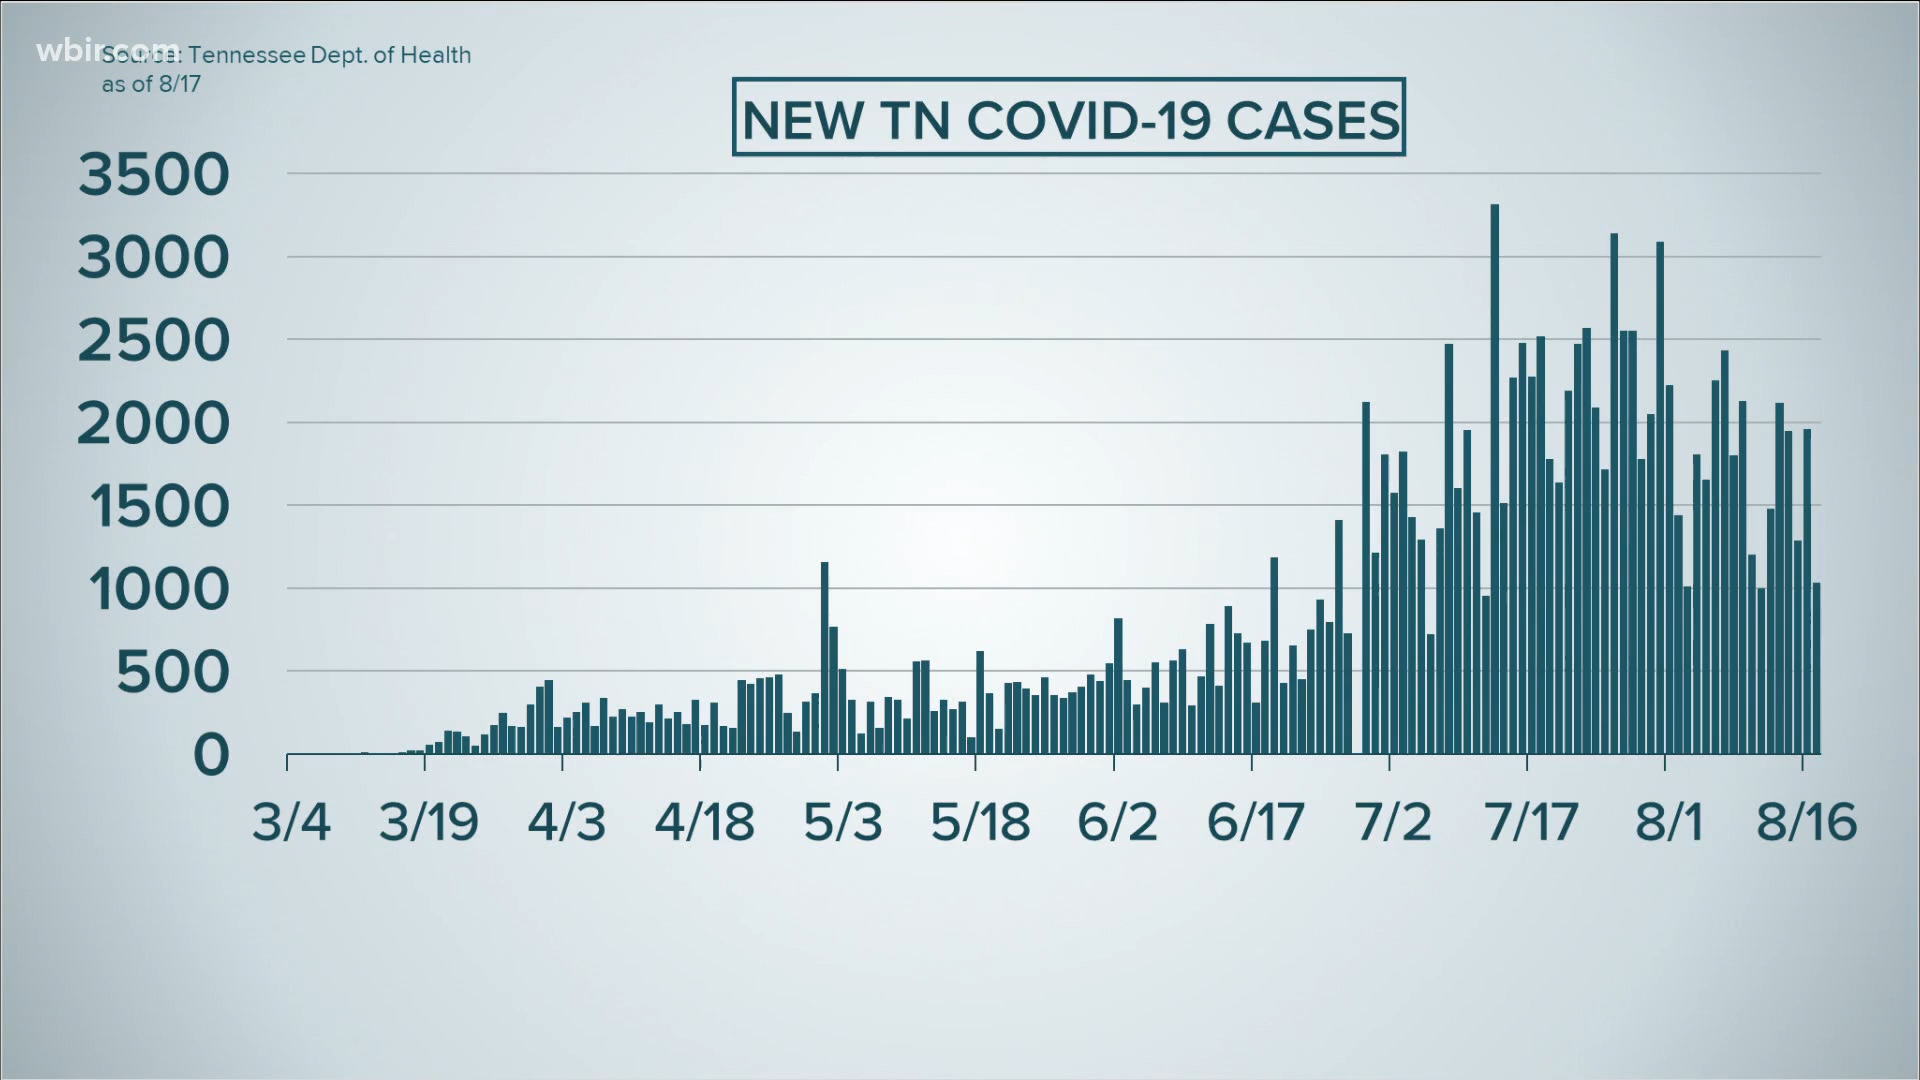 wbir.com
Source: Tennessee Dept. of Health
as of 8/17
NEW TN COVID-19 CASES
3500
3000
2500
2000
1500
1000
500
0
3/4 3/19 4/3 4/18 5/3 5/18 6/2 6/17 7/2 7/17 8/1 8/16